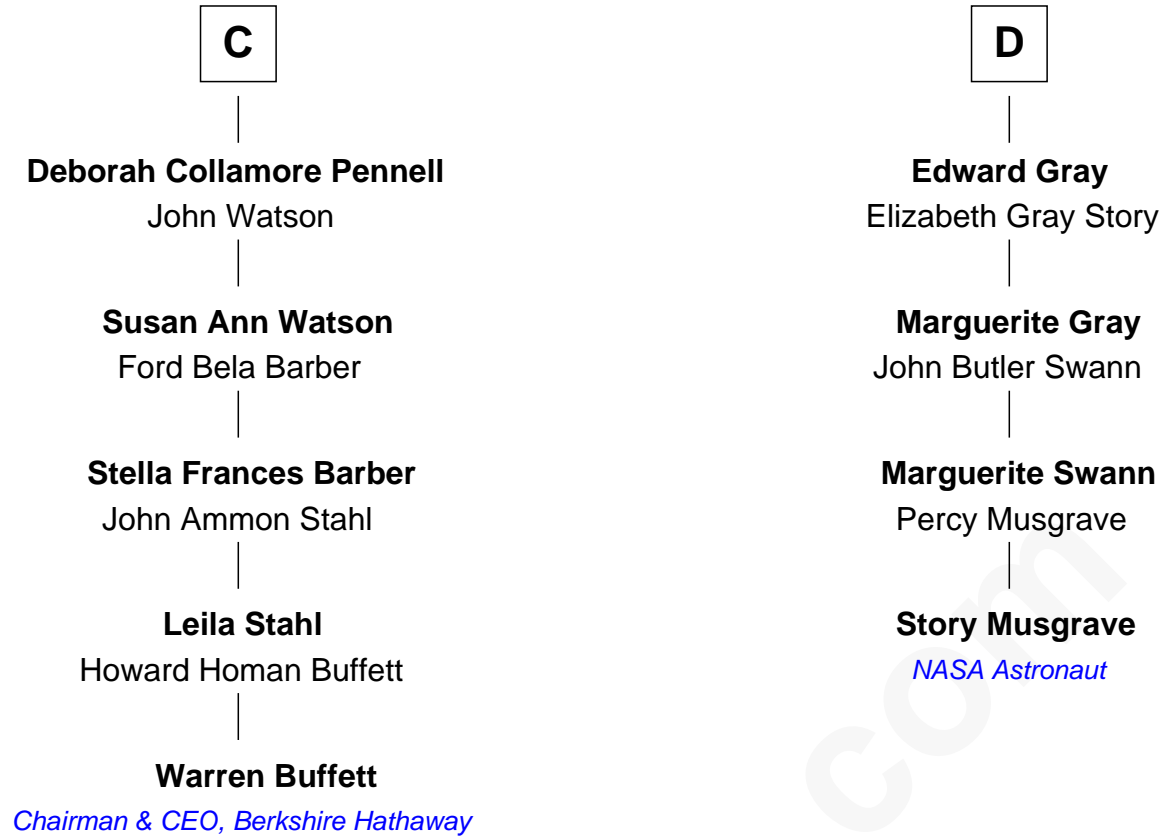 C
Deborah Collamore Pennell
John Watson
Susan Ann Watson
Ford Bela Barber
Stella Frances Barber
John Ammon Stahl
Leila Stahl
Howard Homan Buffett
Warren Buffett
Chairman & CEO, Berkshire Hathaway
D
Edward Gray
Elizabeth Gray Story
Marguerite Gray
John Butler Swann
Marguerite Swann
Percy Musgrave
Story Musgrave
NASA Astronaut
com